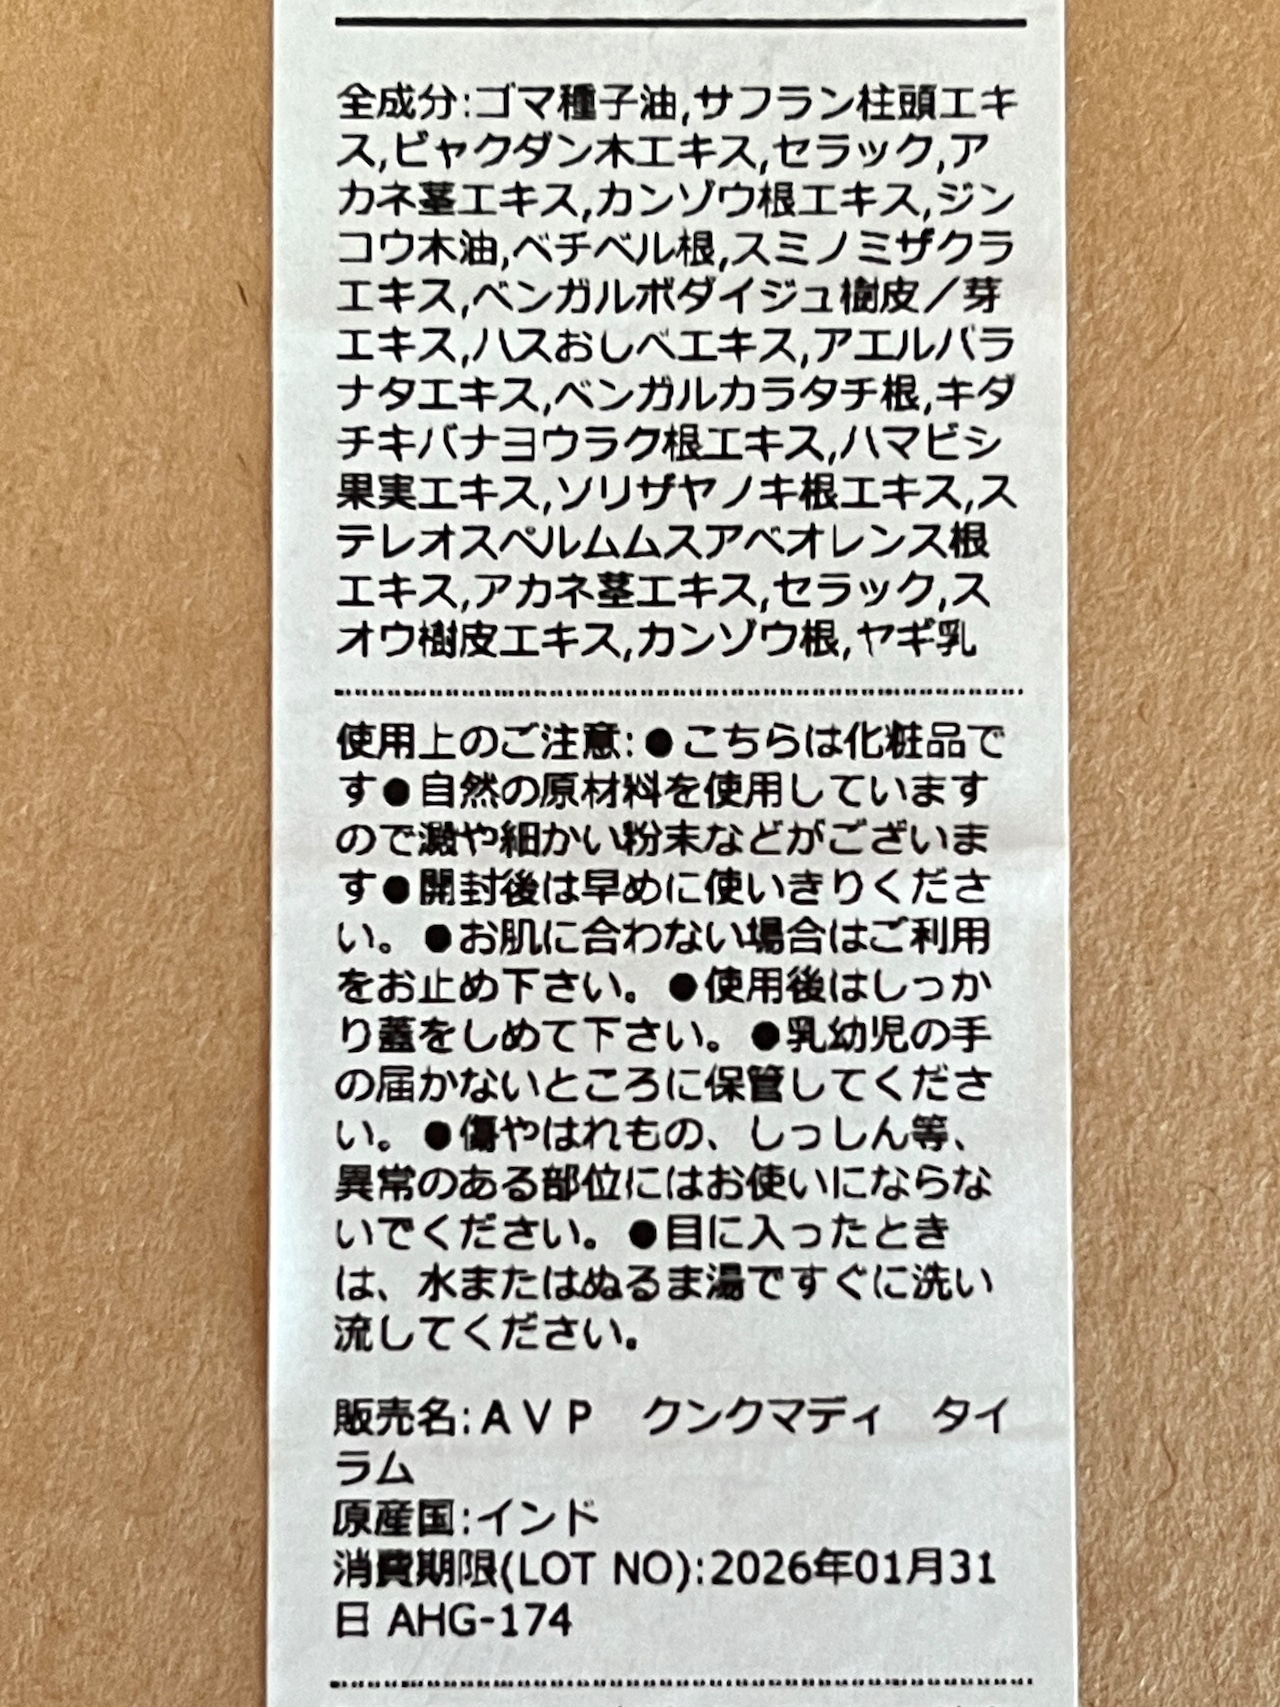 全成分:ゴマ種子油,サフラン柱頭エキ
ス,ビャクダン木エキス,セラック,ア
カネ茎エキス,カンゾウ根エキス,ジン
コウ木油,ベチベル根,スミノミザクラ
エキス,ベンガルボダイジュ樹皮／芽
エキス,ハスおしべエキス,アエルバラ
ナタエキス,ベンガルカラタチ根,キダ
チキバナヨウラク根エキス,ハマビシ
果実エキス,ソリザヤノキ根エキス,ス
テレオスペルムムスアベオレンス根
エキス,アカネ茎エキス,セラック,ス
オウ樹皮エキス,カンゾウ根,ヤギ乳
使用上のご注意:●こちらは化粧品で
す●自然の原材料を使用しています
ので澱や細かい粉末などがございま
す●開封後は早めに使いきりくださ
い。●お肌に合わない場合はご利用
をお止め下さい。●使用後はしっか
り蓋をしめて下さい。●乳幼児の手
の届かないところに保管してくださ
い。●傷やはれもの、しっしん等、
異常のある部位にはお使いにならな
いでください。●目に入ったとき
は、水またはぬるま湯ですぐに洗い
流してください。
販売名:ＡＶＰ　クンクマディ　タイ
ラム
原産国:インド
消費期限(LOT NO):2026年01月31
日 AHG-174